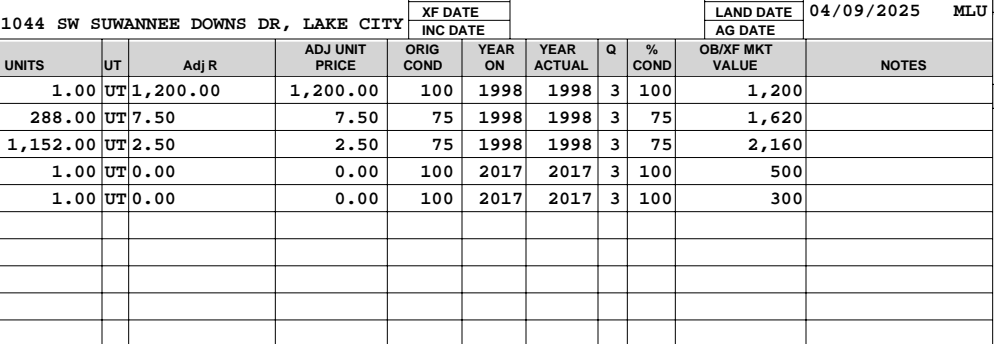 XF DATE LAND DATE 04/09/2025 MLU
1044 SW SUWANNEE DOWNS DR, LAKE CITY INC DATE AG DATE
UNITS UT Adj R ADJ UNIT PRICE ORIG COND YEAR ON YEAR ACTUAL Q % COND OB/XF MKT VALUE NOTES
1.00 UT 1,200.00 1,200.00 100 1998 1998 3 100 1,200
288.00 UT 7.50 7.50 75 1998 1998 3 75 1,620
1,152.00 UT 2.50 2.50 75 1998 1998 3 75 2,160
1.00 UT 0.00 0.00 100 2017 2017 3 100 500
1.00 UT 0.00 0.00 100 2017 2017 3 100 300